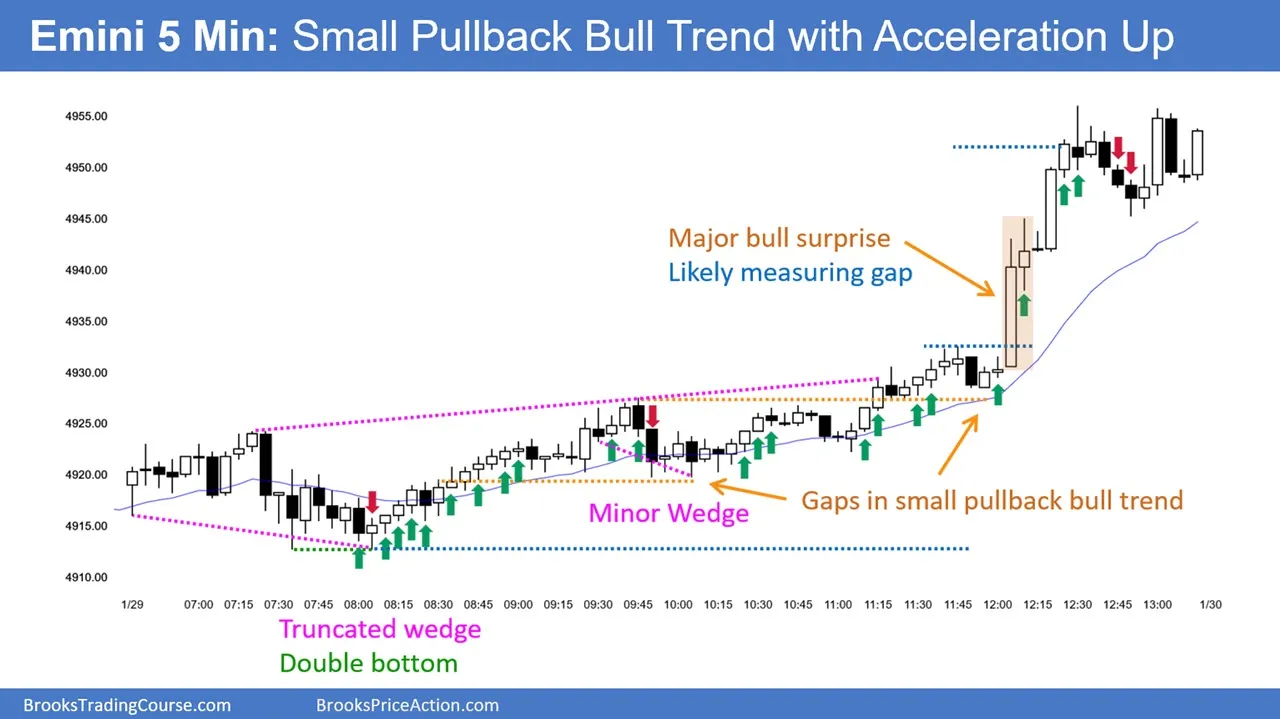 Emini 5 Min: Small Pullback Bull Trend with Acceleration Up
4955.00
4950.00
4945.00
4940.00
4935.00
4930.00
4925.00
4920.00
4915.00
4910.00
Major bull surprise
Likely measuring gap
Gaps in small pullback bull trend
Minor Wedge
1/29 07:00 07:15 07:30 07:45 08:00 08:15 08:30 08:45 09:00 09:15 09:30 09:45 10:00 10:15 10:30 10:45 11:00 11:15 11:30 11:45 12:00 12:15 12:30 12:45 13:00 1/30
Truncated wedge
Double bottom
BrooksTradingCourse.com BrooksPriceAction.com